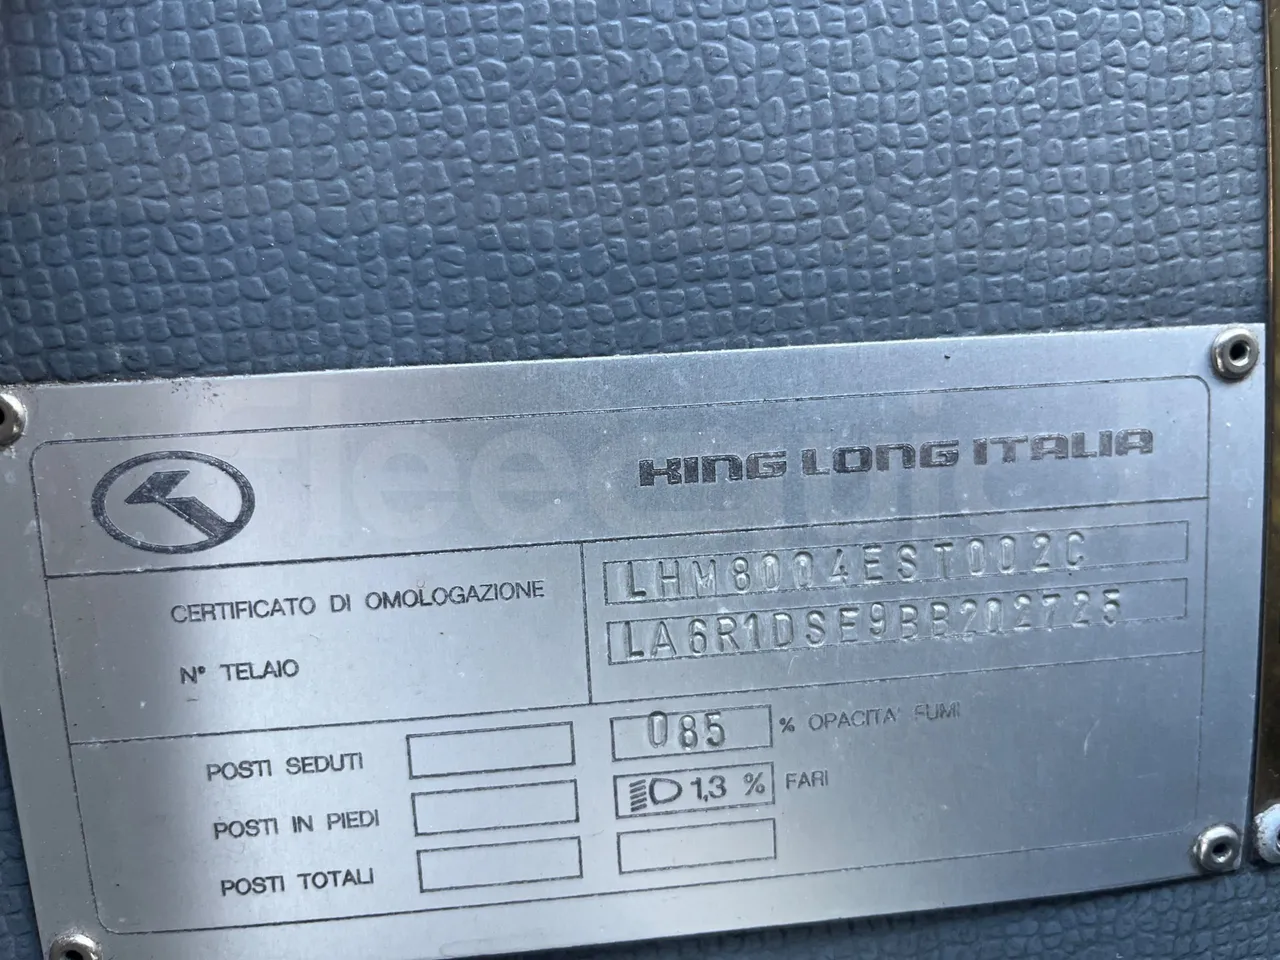 KING LONG ITALIA
CERTIFICATO DI OMOLOGAZIONE LHM8004EST002C
N° TELAIO LA6R1DSE9BB202725
POSTI SEDUTI 085 % OPACITA' FUMI
POSTI IN PIEDI 1,3 % FARI
POSTI TOTALI